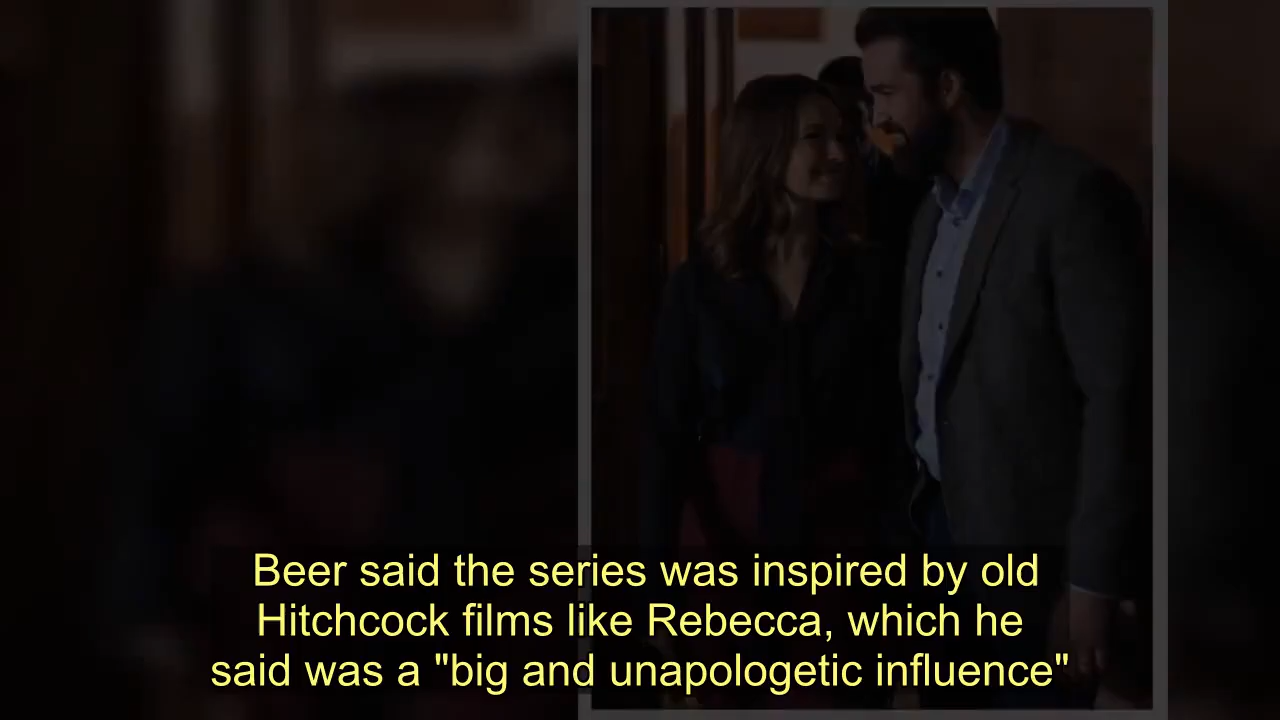 Beer said the series was inspired by old
Hitchcock films like Rebecca, which he
said was a "big and unapologetic influence"